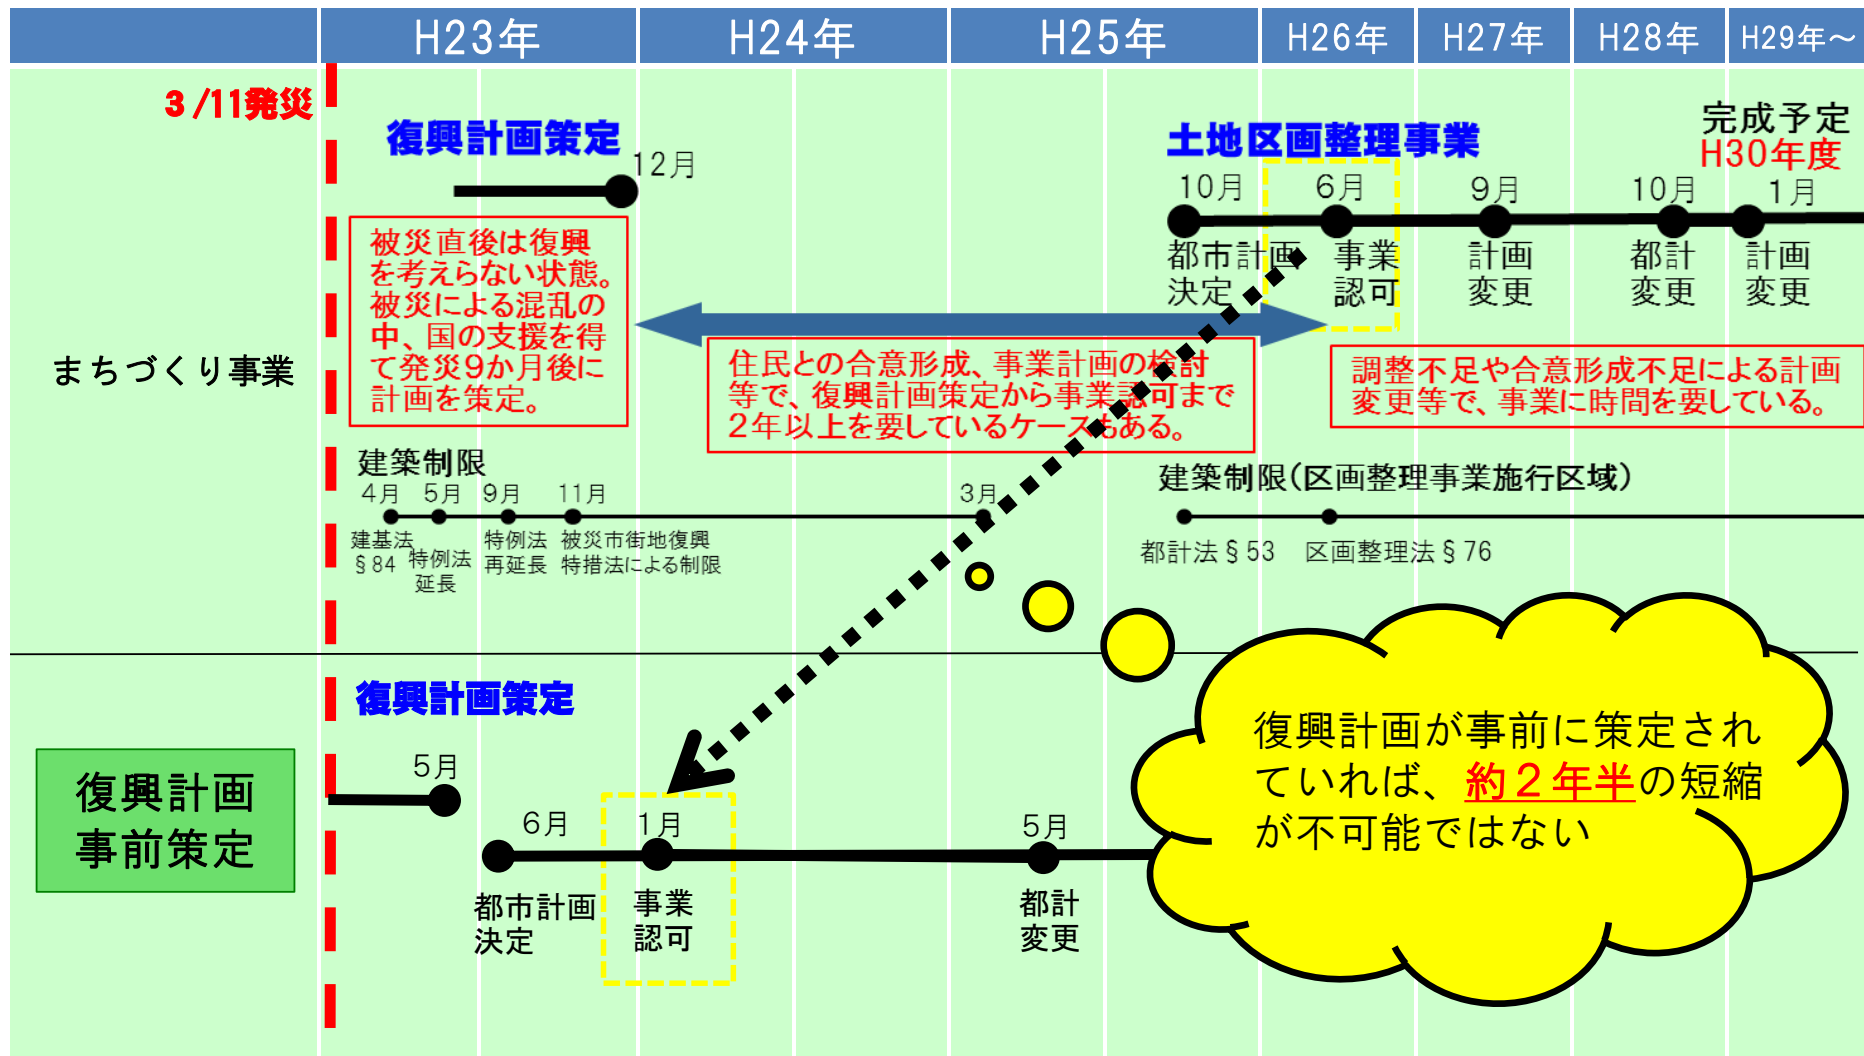 H23年 H24年 H25年 H26年 H27年 H28年 H29年～
3/11発災
復興計画策定
12月
被災直後は復興
を考えらない状態。
被災による混乱の
中、国の支援を得
て発災9か月後に
計画を策定。
土地区画整理事業
完成予定
H30年度
10月 6月 9月 10月 1月
都市計画
決定
事業
認可
計画
変更
都計
変更
計画
変更
まちづくり事業
住民との合意形成、事業計画の検討
等で、復興計画策定から事業認可まで
2年以上を要しているケースもある。
調整不足や合意形成不足による計画
変更等で、事業に時間を要している。
建築制限
4月 5月 9月 11月 3月
建基法
§84
特例法
延長
特例法
再延長
被災市街地復興
特措法による制限
建築制限(区画整理事業施行区域)
都計法§53 区画整理法§76
復興計画策定
復興計画
事前策定
5月
6月 1月 5月
都市計画
決定
事業
認可
都計
変更
復興計画が事前に策定され
ていれば、約２年半の短縮
が不可能ではない